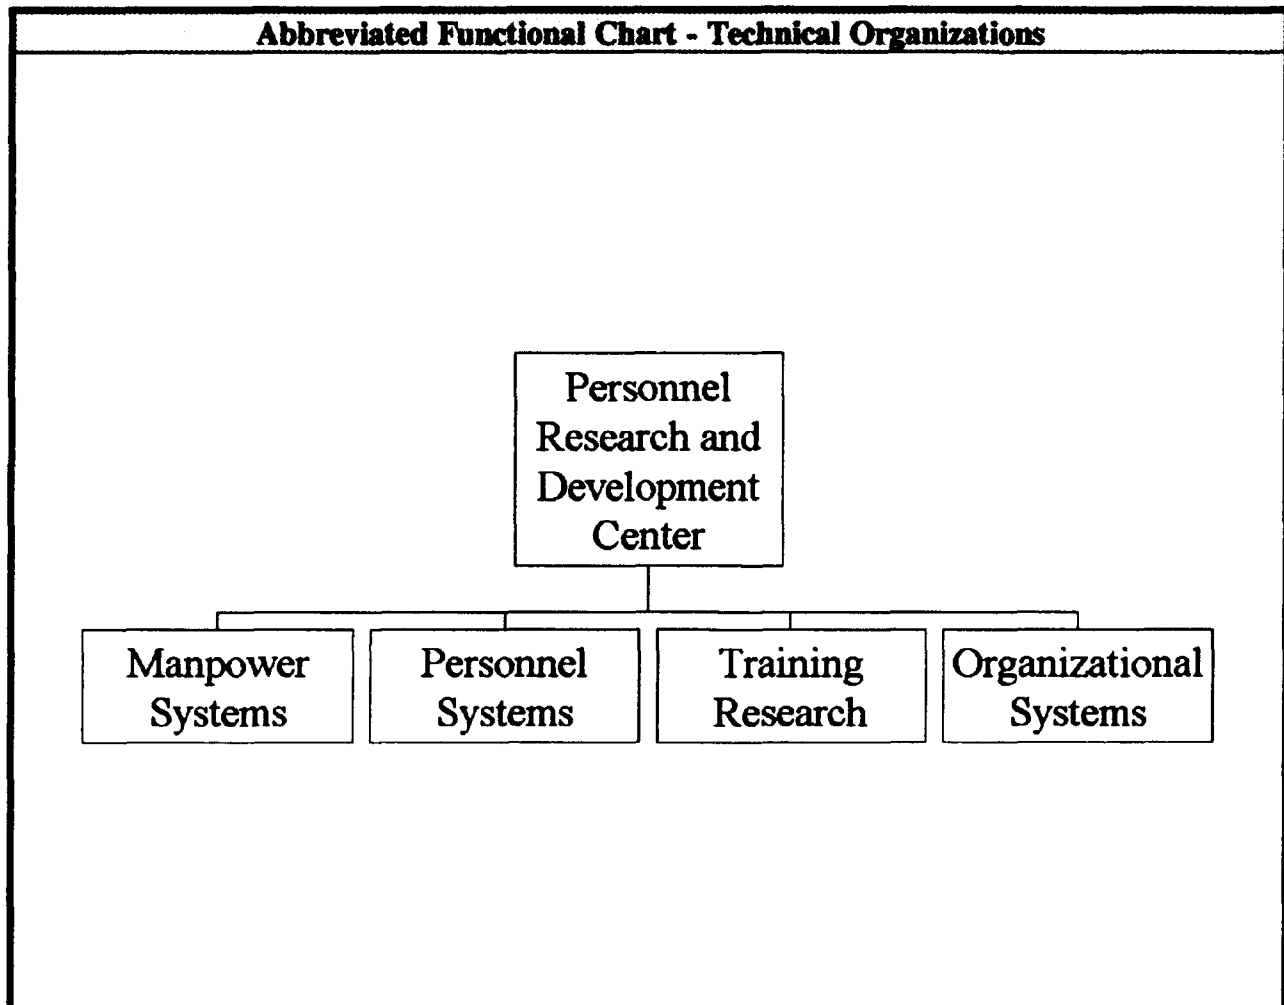 Abbreviated Functional Chart - Technical Organizations
Personnel
Research and
Development
Center
Manpower
Systems
Personnel
Systems
Training
Research
Organizational
Systems